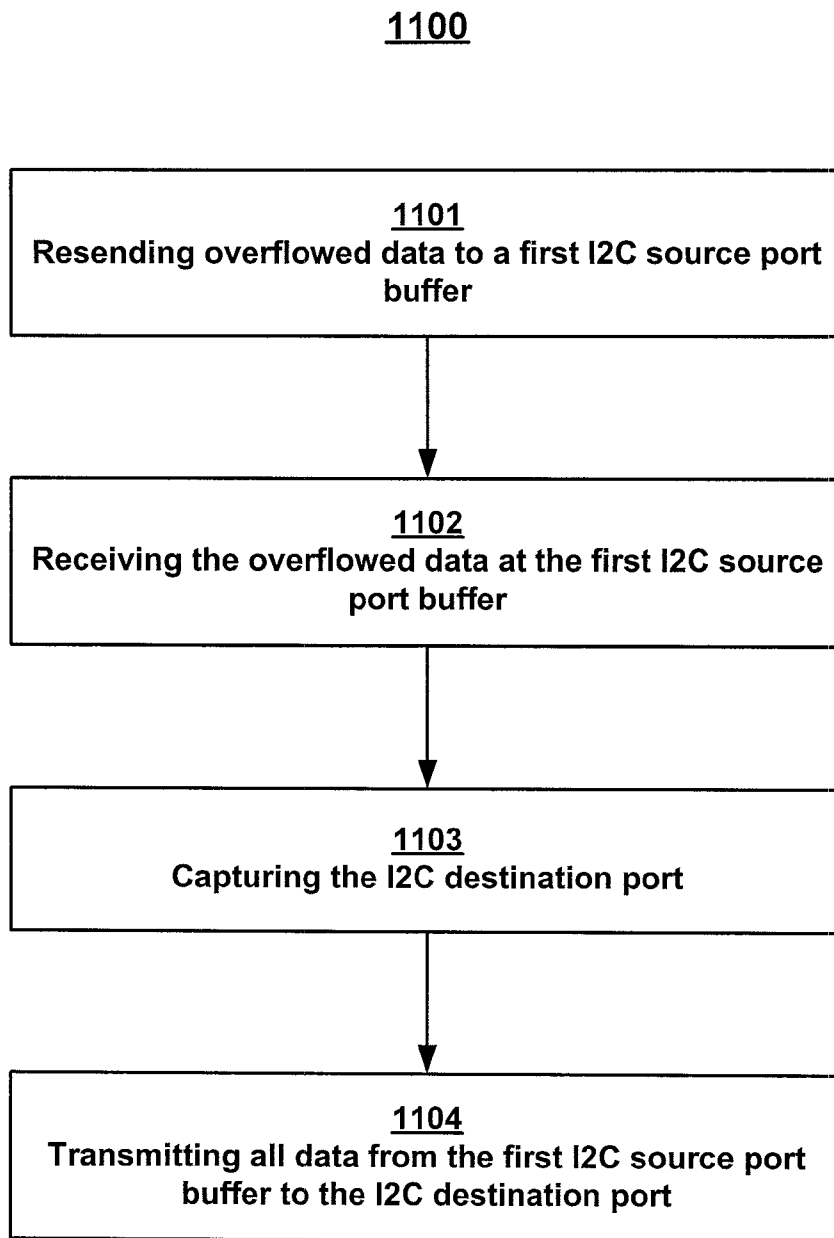 1100
1101
Resending overflowed data to a first I2C source port
buffer
1102
Receiving the overflowed data at the first I2C source
port buffer
1103
Capturing the I2C destination port
1104
Transmitting all data from the first I2C source port
buffer to the I2C destination port